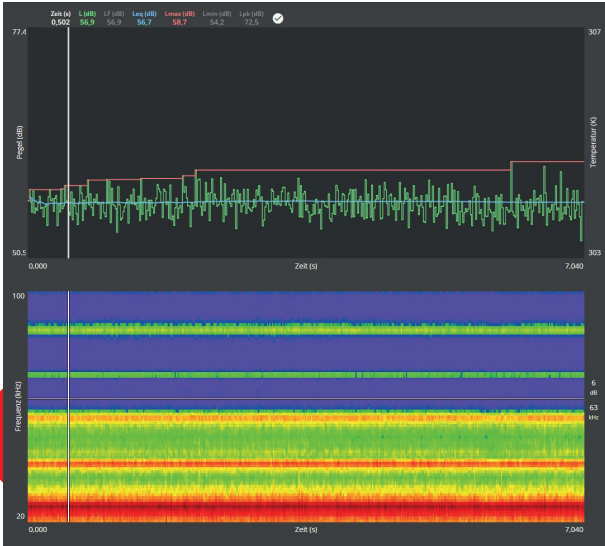 Zeit (s) L (dB) LF (dB) Leq (dB) Lmax (dB) Lmin (dB) Lpk (dB)
0,502 56,9 56,9 56,7 58,7 54,2 72,5
77.4
307
Pegel (dB)
Temperatur (K)
50.5
303
0,000
Zeit (s)
7,040
100
Frequenz (kHz)
6
dB
63
kHz
20
0,000
Zeit (s)
7,040